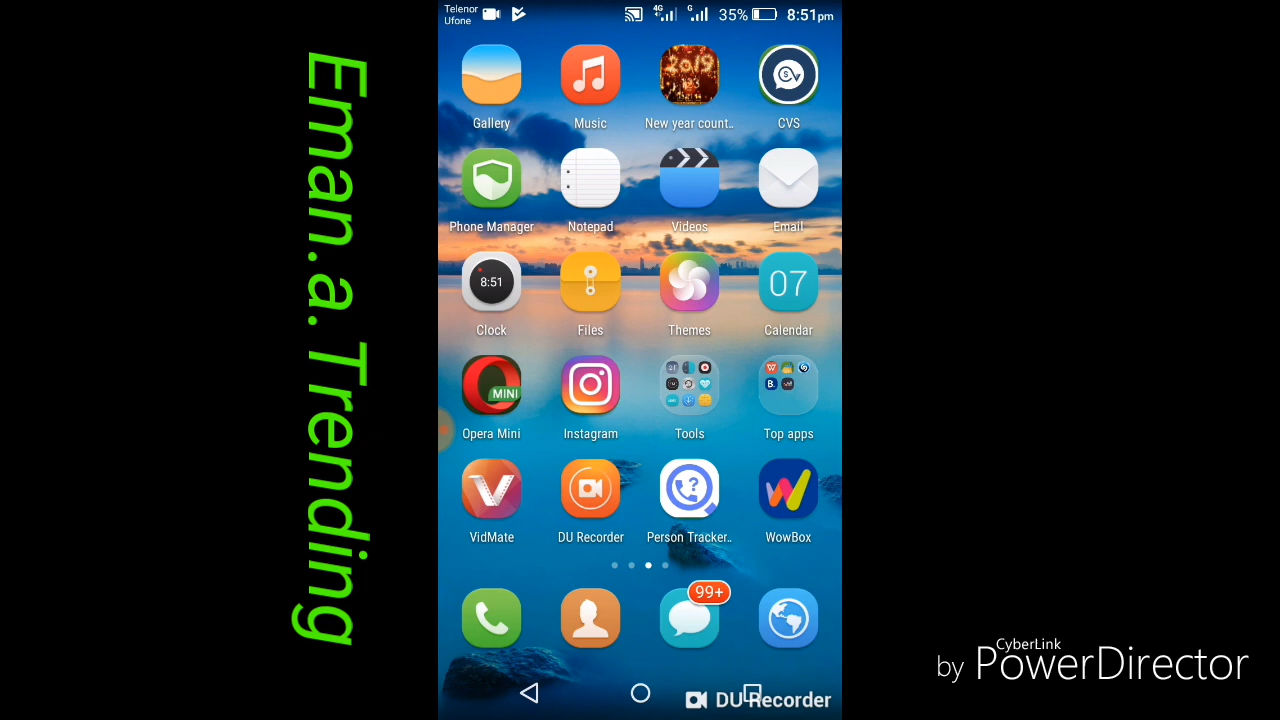 Telenor
Ufone
4G
G
35%
8:51pm
Eman.a.Trending
2019
Gallery
Music
New year count..
CVS
Phone Manager
Notepad
Videos
Email
8:51
07
Clock
Files
Themes
Calendar
MINI
Opera Mini
Instagram
Tools
Top apps
VidMate
DU Recorder
Person Tracker..
WowBox
99+
DU Recorder
CyberLink
by PowerDirector